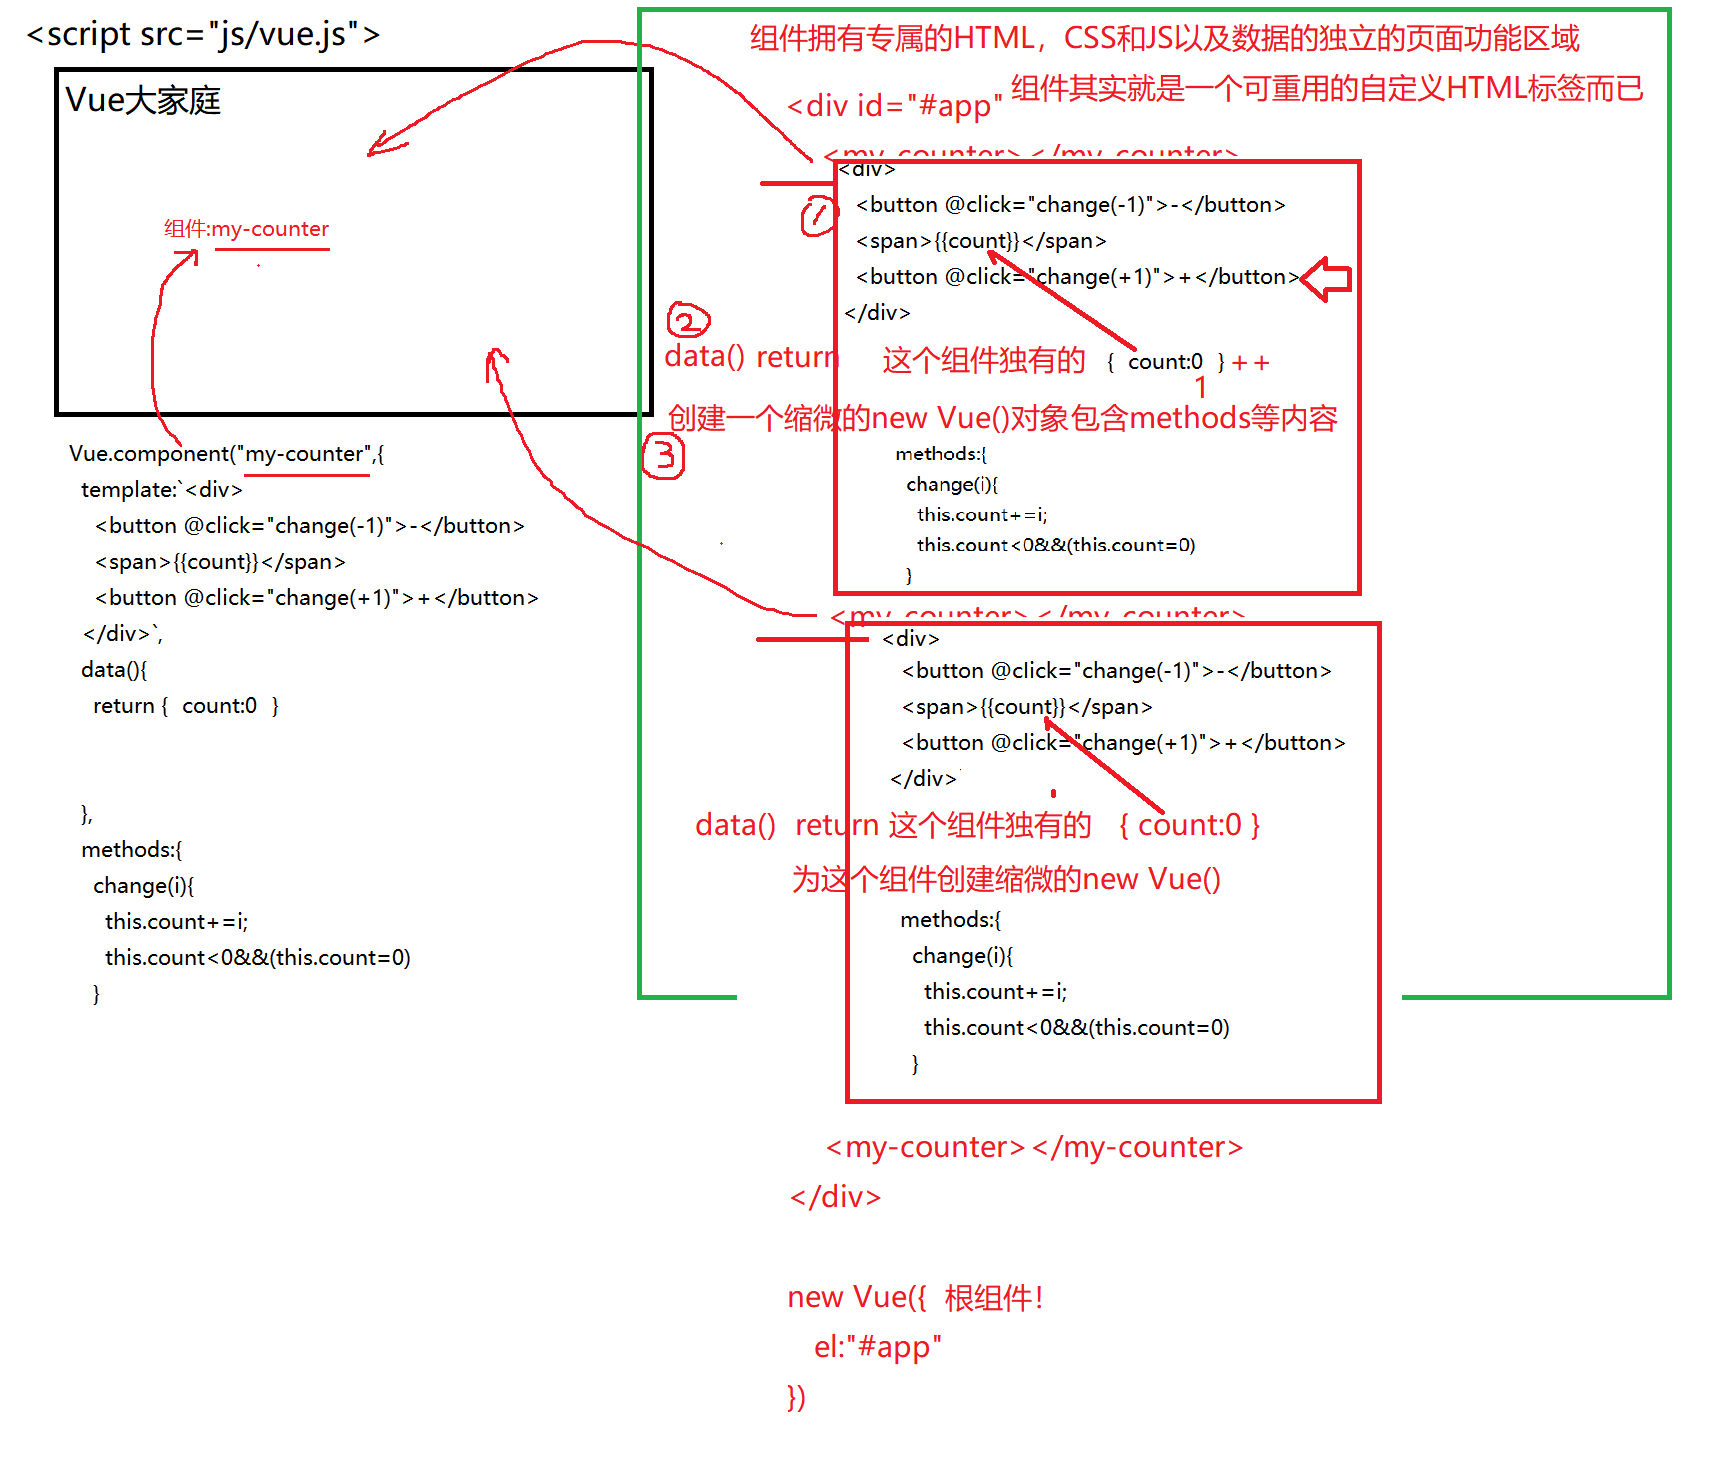 <script src="js/vue.js">
Vue大家庭
组件:my-counter
Vue.component("my-counter",{
template:`<div>
<button @click="change(-1)">-</button>
<span>{{count}}</span>
<button @click="change(+1)">+</button>
</div>`,
data(){
return {  count:0  }
},
methods:{
change(i){
this.count+=i;
this.count<0&&(this.count=0)
}
组件拥有专属的HTML，CSS和JS以及数据的独立的页面功能区域
组件其实就是一个可重用的自定义HTML标签而已
<div id="#app"
<my-counter></my-counter>
<div>
①
<button @click="change(-1)">-</button>
<span>{{count}}</span>
<button @click="change(+1)">+</button>
</div>
②
data() return 这个组件独有的 {  count:0  } ++
1
创建一个缩微的new Vue()对象包含methods等内容
③
methods:{
change(i){
this.count+=i;
this.count<0&&(this.count=0)
}
<my-counter></my-counter>
<div>
<button @click="change(-1)">-</button>
<span>{{count}}</span>
<button @click="change(+1)">+</button>
</div>`
data()  return 这个组件独有的 { count:0 }
为这个组件创建缩微的new Vue()
methods:{
change(i){
this.count+=i;
this.count<0&&(this.count=0)
}
<my-counter></my-counter>
</div>
new Vue({  根组件！
el:"#app"
})